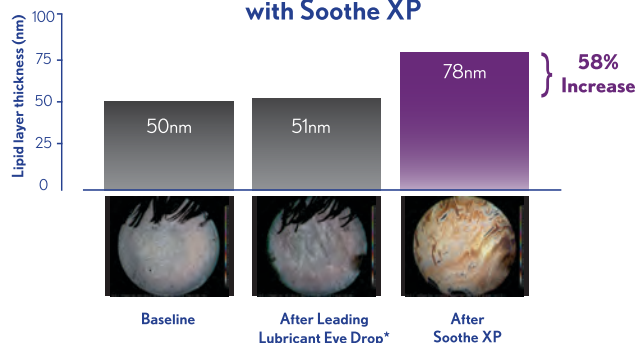 with Soothe XP
Lipid layer thickness (nm)
100
75
50
25
0
50nm
51nm
78nm
58%
Increase
Baseline
After Leading
Lubricant Eye Drop*
After
Soothe XP